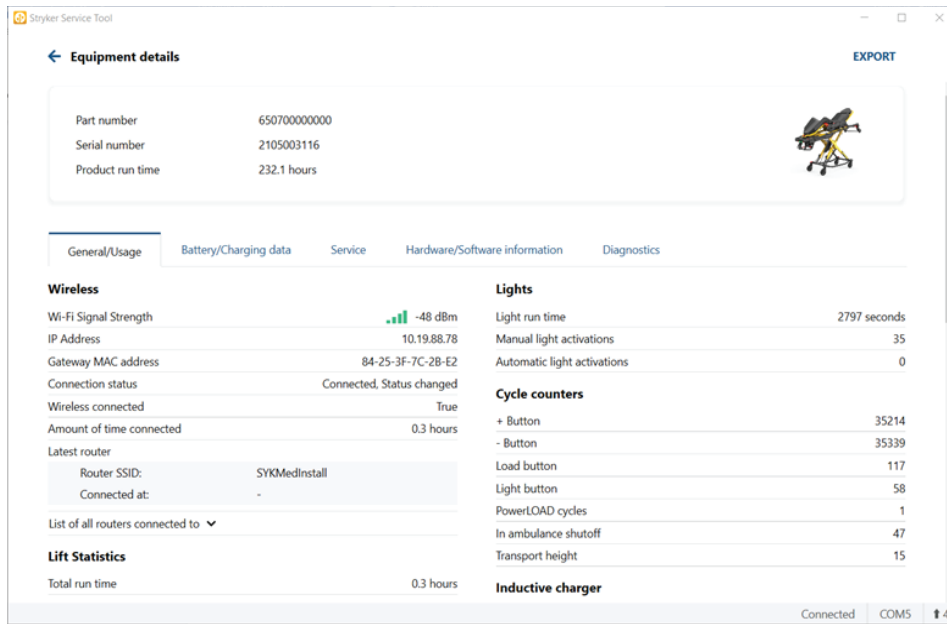 Stryker Service Tool
Equipment details
EXPORT
Part number 650700000000
Serial number 2105003116
Product run time 232.1 hours
General/Usage Battery/Charging data Service Hardware/Software information Diagnostics
Wireless
Wi-Fi Signal Strength -48 dBm
IP Address 10.19.88.78
Gateway MAC address 84-25-3F-7C-2B-E2
Connection status Connected, Status changed
Wireless connected True
Amount of time connected 0.3 hours
Latest router
Router SSID: SYKMedInstall
Connected at: -
List of all routers connected to
Lift Statistics
Total run time 0.3 hours
Lights
Light run time 2797 seconds
Manual light activations 35
Automatic light activations 0
Cycle counters
+ Button 35214
- Button 35339
Load button 117
Light button 58
PowerLOAD cycles 1
In ambulance shutoff 47
Transport height 15
Inductive charger
Connected COM5